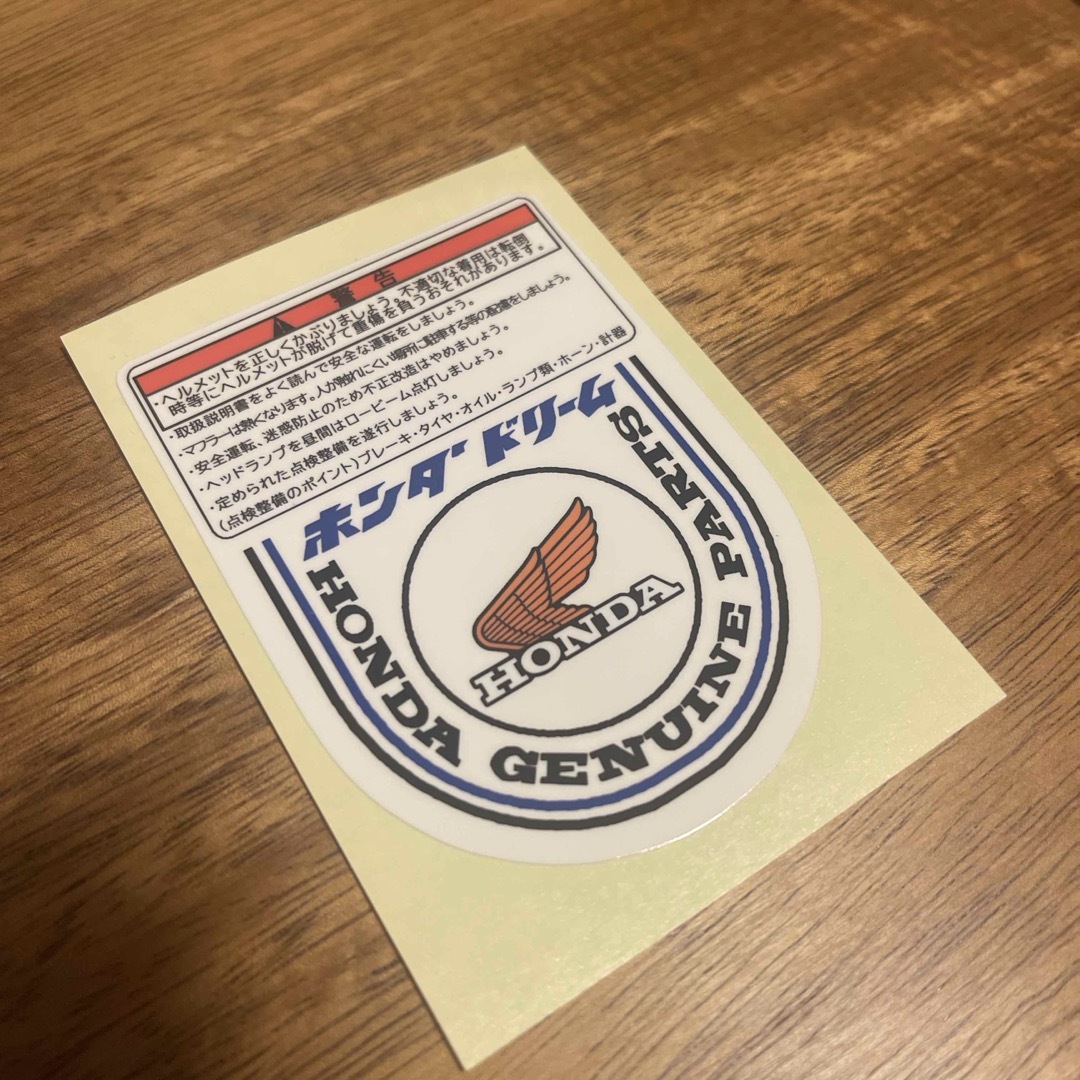 警告
・ヘルメットを正しくかぶりましょう。不適切な着用は転倒
時等にヘルメットが脱げて重傷を負うおそれがあります。
・取扱説明書をよく読んで安全な運転をしましょう。
・マフラーは熱くなります。人が触れにくい場所に駐車する等の配慮をしましょう。
・安全運転、迷惑防止のため不正改造はやめましょう。
・ヘッドランプを昼間はロービーム点灯しましょう。
・定められた点検整備を遂行しましょう。
(点検整備のポイント)ブレーキ・タイヤ・オイル・ランプ類・ホーン・計器
ホンダドリーム
HONDA
HONDA GENUINE PARTS